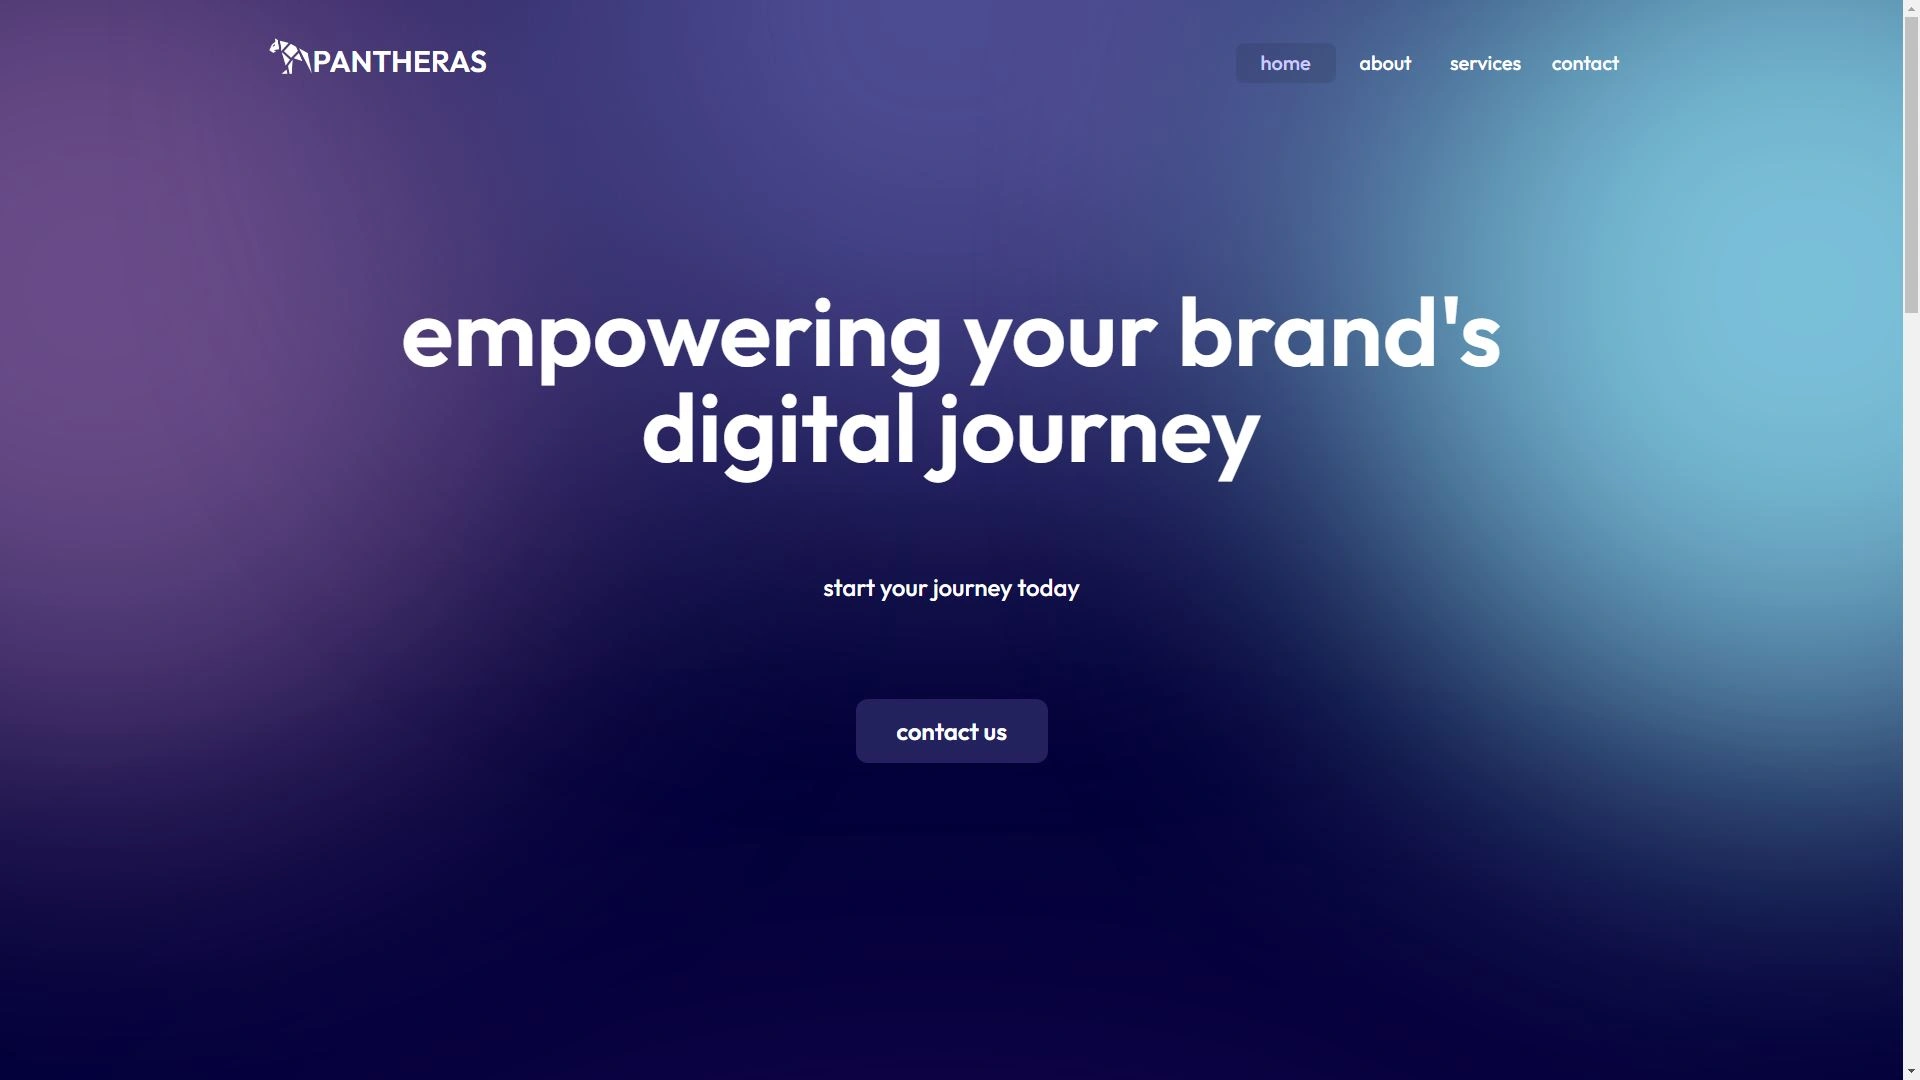 PANTHERAS
home about services contact
empowering your brand's
digital journey
start your journey today
contact us